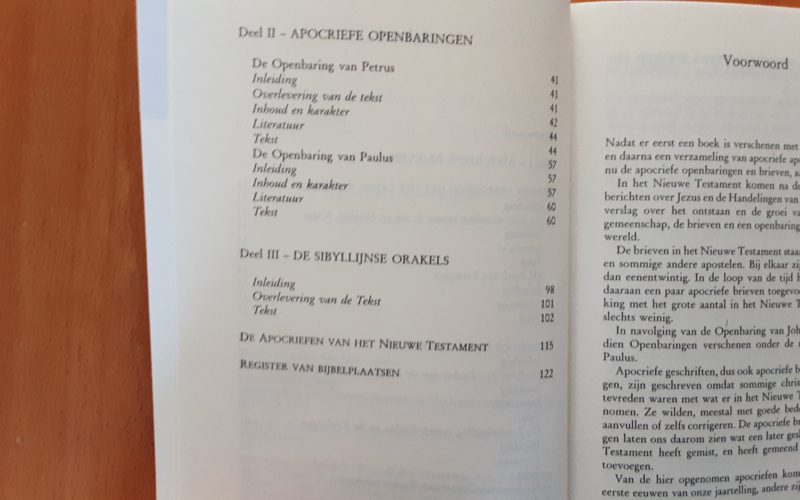 Deel II – APOCRIEFE OPENBARINGEN
De Openbaring van Petrus 41
Inleiding 41
Overlevering van de tekst 41
Inhoud en karakter 42
Literatuur 44
Tekst 44
De Openbaring van Paulus 57
Inleiding 57
Inhoud en karakter 57
Literatuur 60
Tekst 60
Deel III – DE SIBYLLIJNSE ORAKELS
Inleiding 98
Overlevering van de Tekst 101
Tekst 102
DE APOCRIEFEN VAN HET NIEUWE TESTAMENT 115
REGISTER VAN BIJBELPLAATSEN 122
Voorwoord
Nadat er eerst een boek is verschenen met
en daarna een verzameling van apocriefe
nu de apocriefe openbaringen en brieven,
In het Nieuwe Testament komen na de
berichten over Jezus en de Handelingen van
verslag over het ontstaan en de groei
gemeenschap, de brieven en een openbaring
wereld.
De brieven in het Nieuwe Testament
en sommige andere apostelen. Bij elkaar
dan eenentwintig. In de loop van de tijd
daaraan een paar apocriefe brieven
king met het grote aantal in het Nieuwe
slechts weinig.
In navolging van de Openbaring van
dien Openbaringen verschenen onder de
Paulus.
Apocriefe geschriften, dus ook apocriefe
gen, zijn geschreven omdat sommige
tevreden waren met wat er in het Nieuwe
nomen. Ze wilden, meestal met goede
aanvullen of zelfs corrigeren. De apocriefe
gen laten ons daarom zien wat een later
Testament heeft gemist, en heeft gemeend
toevoegen.
Van de hier opgenomen apocriefen
eerste eeuwen van onze jaartelling, andere